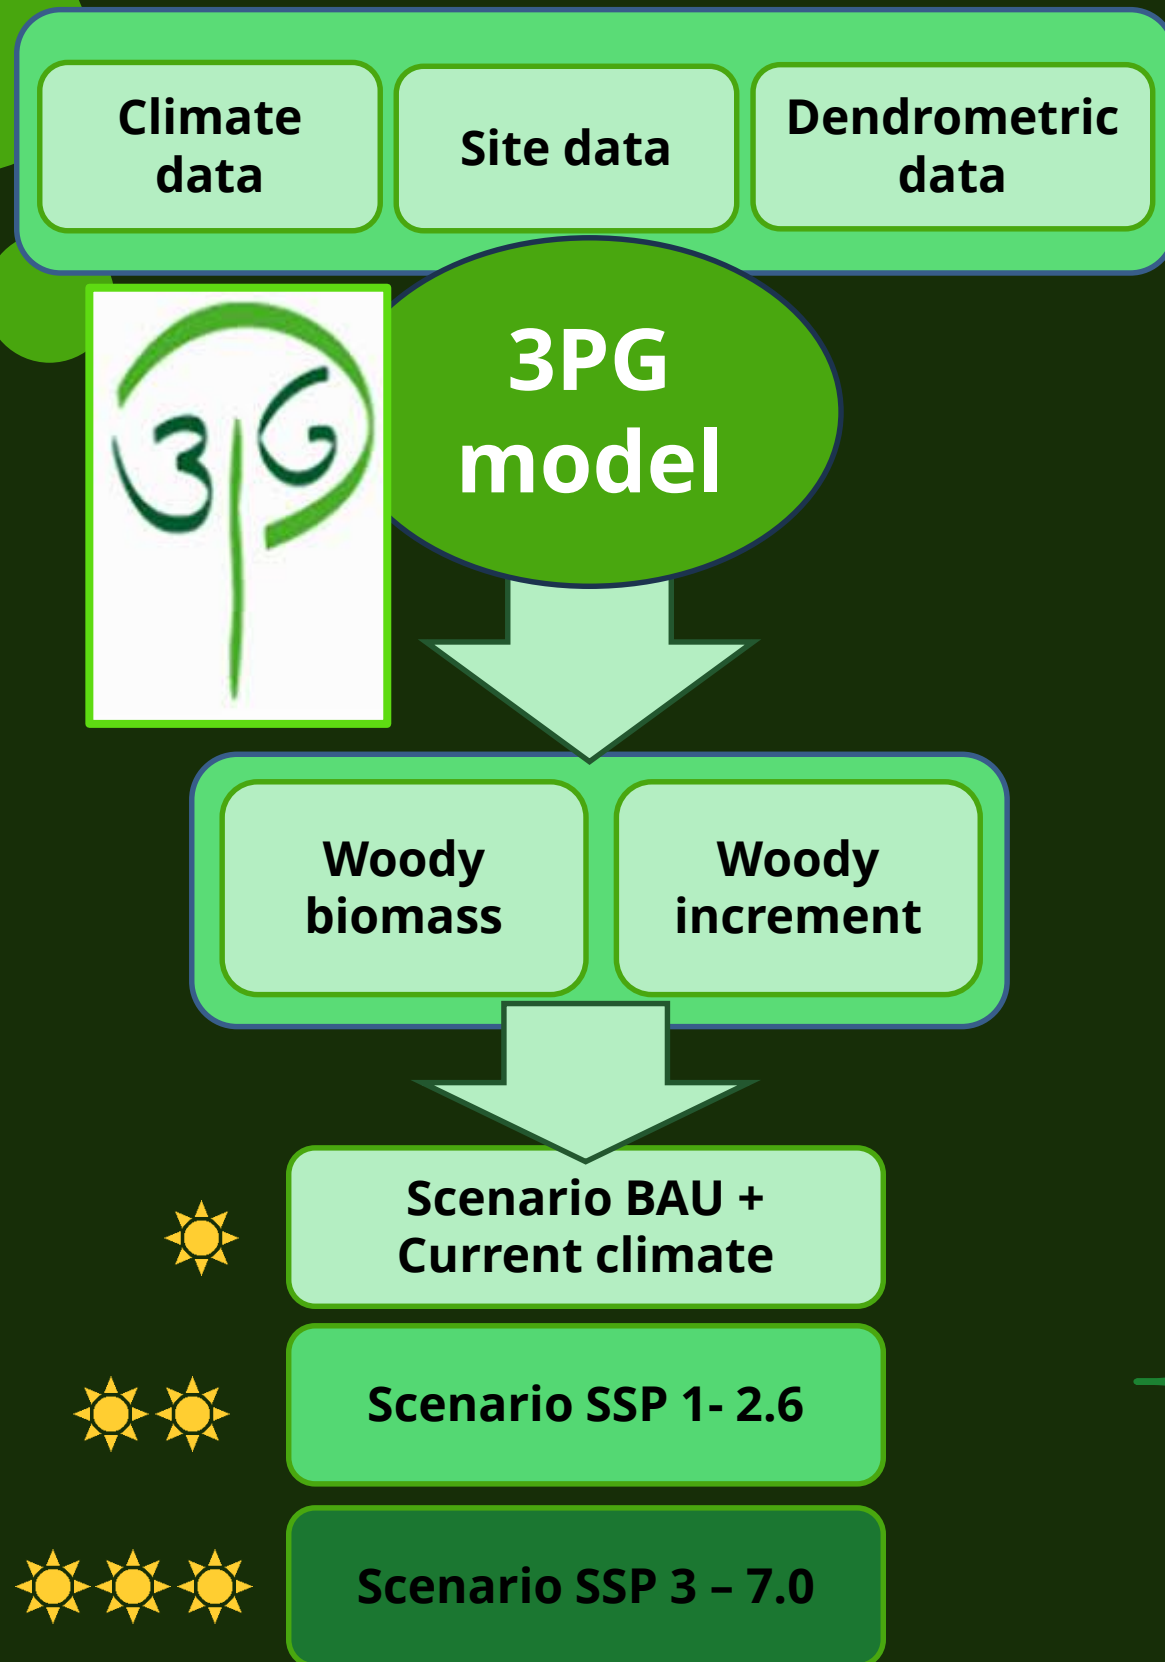 Climate
data
Site data
Dendrometric
data
3PG
model
3PG
Woody
biomass
Woody
increment
Scenario BAU +
Current climate
Scenario SSP 1- 2.6
Scenario SSP 3 – 7.0